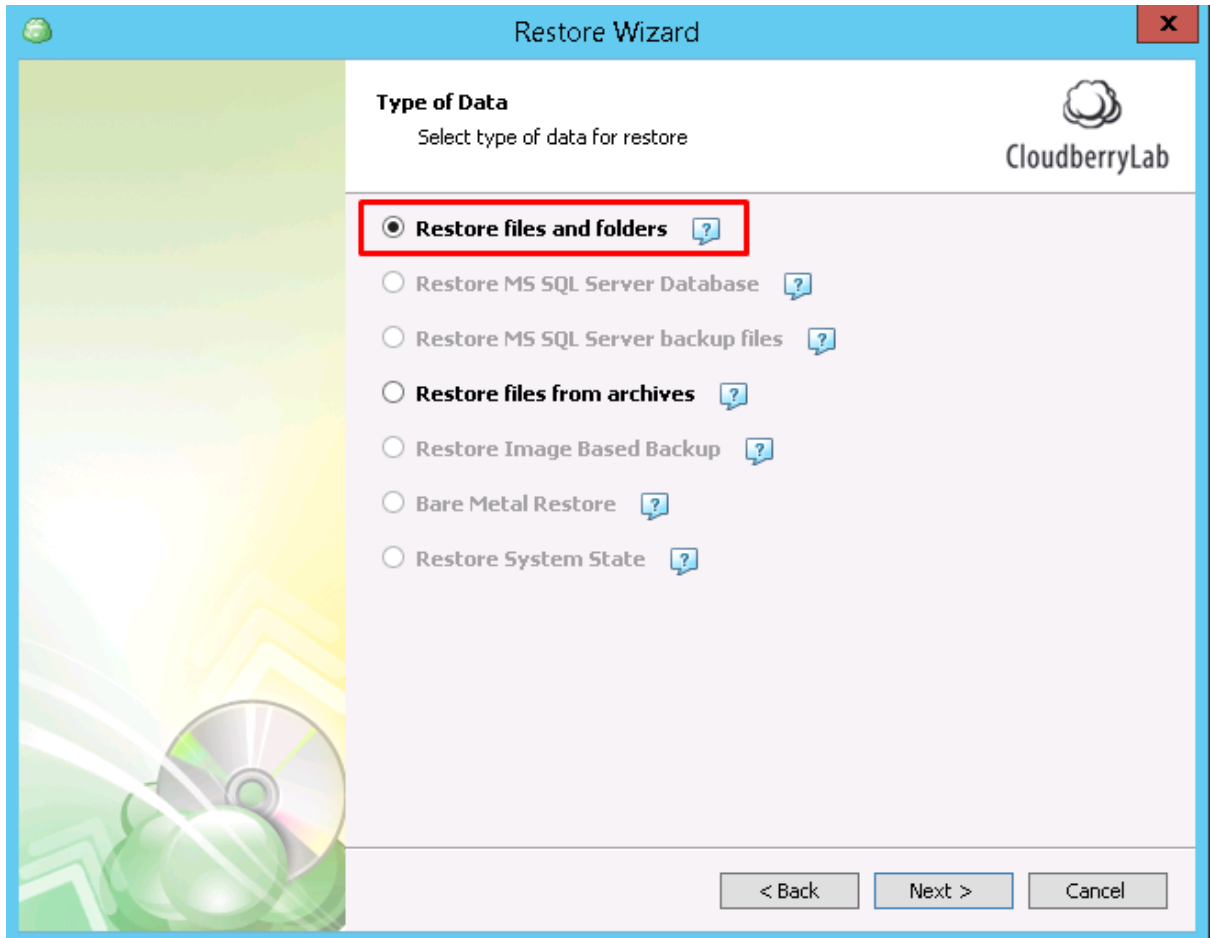 Restore Wizard
x
Type of Data
Select type of data for restore
CloudberryLab
Restore files and folders ?
Restore MS SQL Server Database ?
Restore MS SQL Server backup files ?
Restore files from archives ?
Restore Image Based Backup ?
Bare Metal Restore ?
Restore System State ?
< Back Next > Cancel